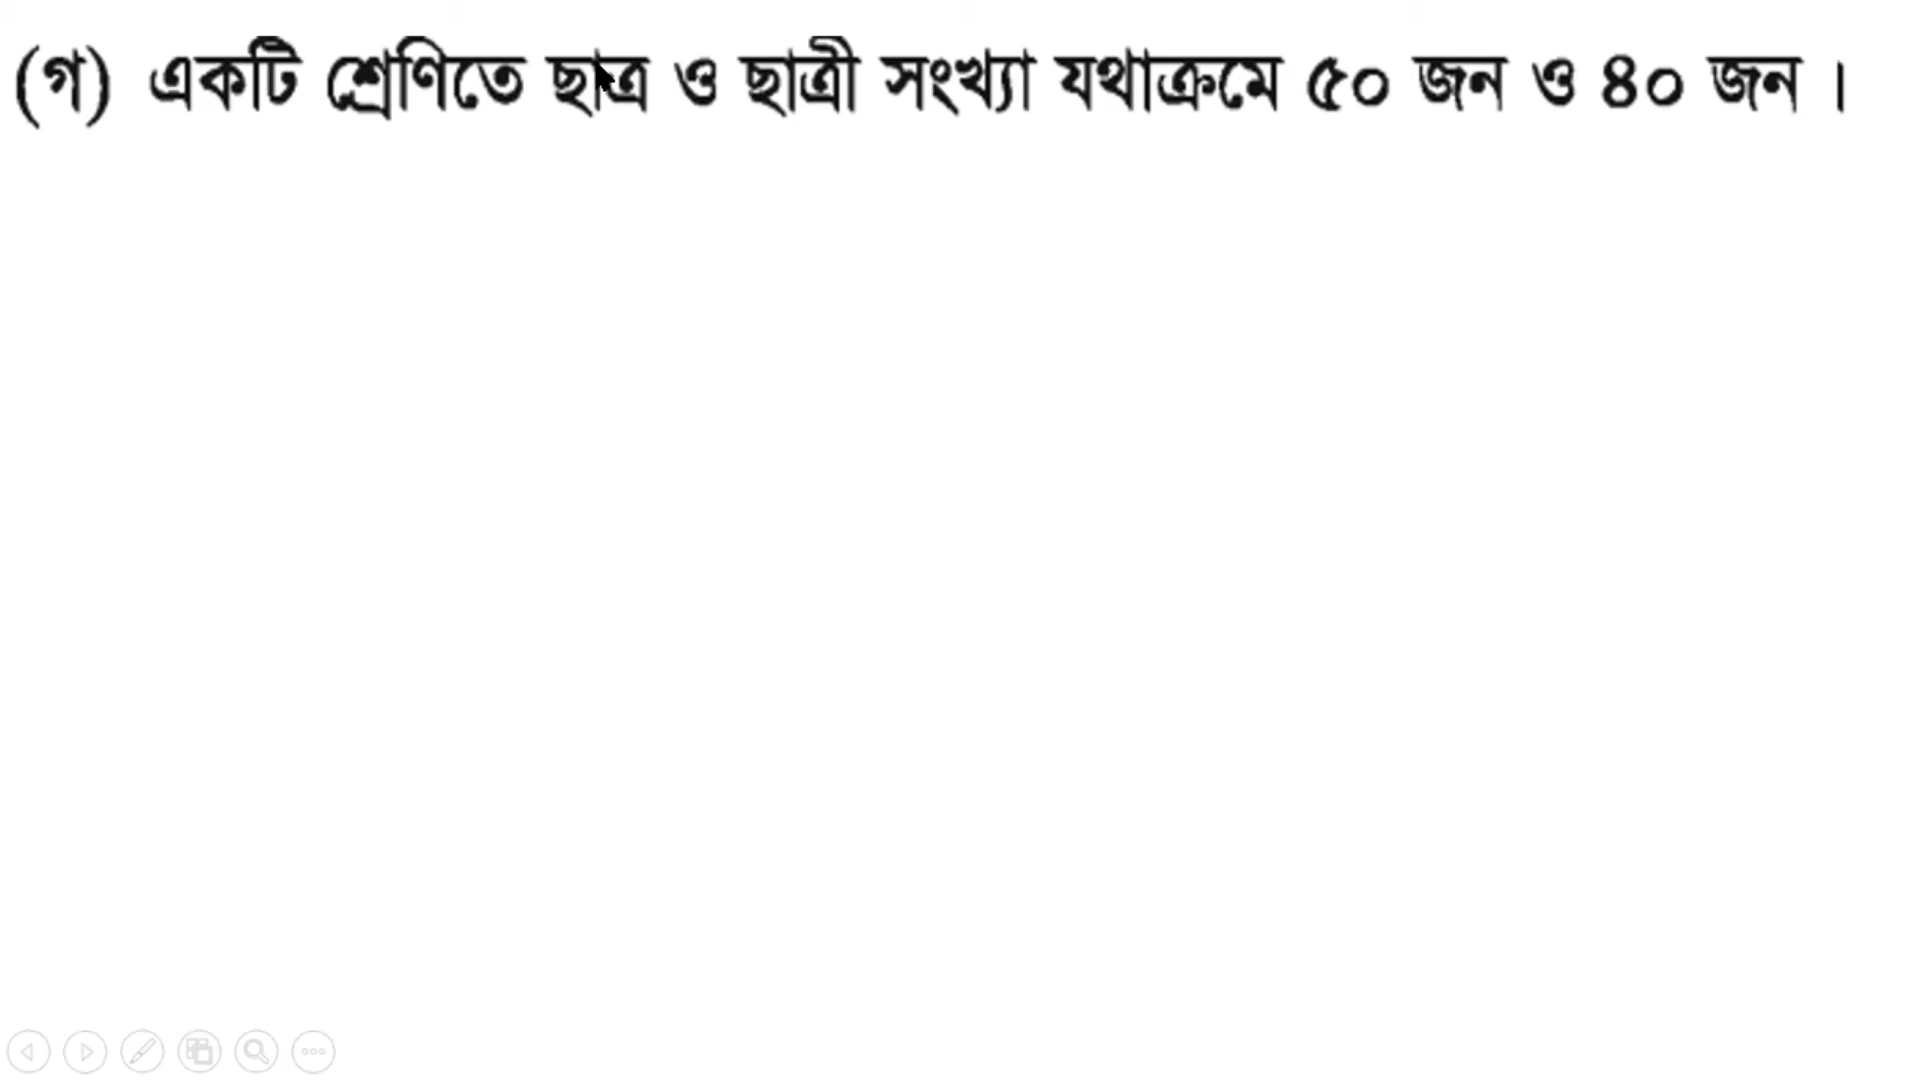 (গ) একটি শ্রেণিতে ছাত্র ও ছাত্রী সংখ্যা যথাক্রমে ৫০ জন ও ৪০ জন ।